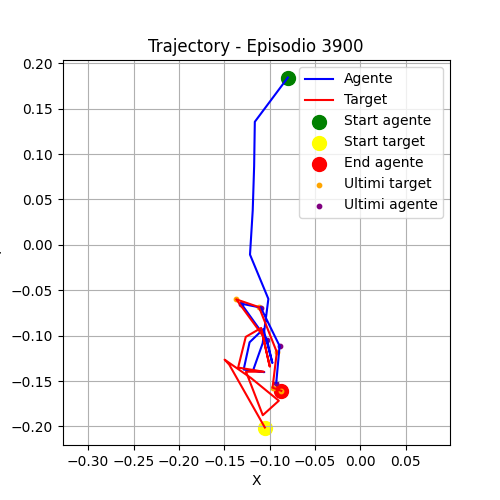 Trajectory - Episodio 3900
0.20
0.15
0.10
0.05
0.00
−0.05
−0.10
−0.15
−0.20
Agente
Target
Start agente
Start target
End agente
Ultimi target
Ultimi agente
−0.30 −0.25 −0.20 −0.15 −0.10 −0.05 0.00 0.05
X